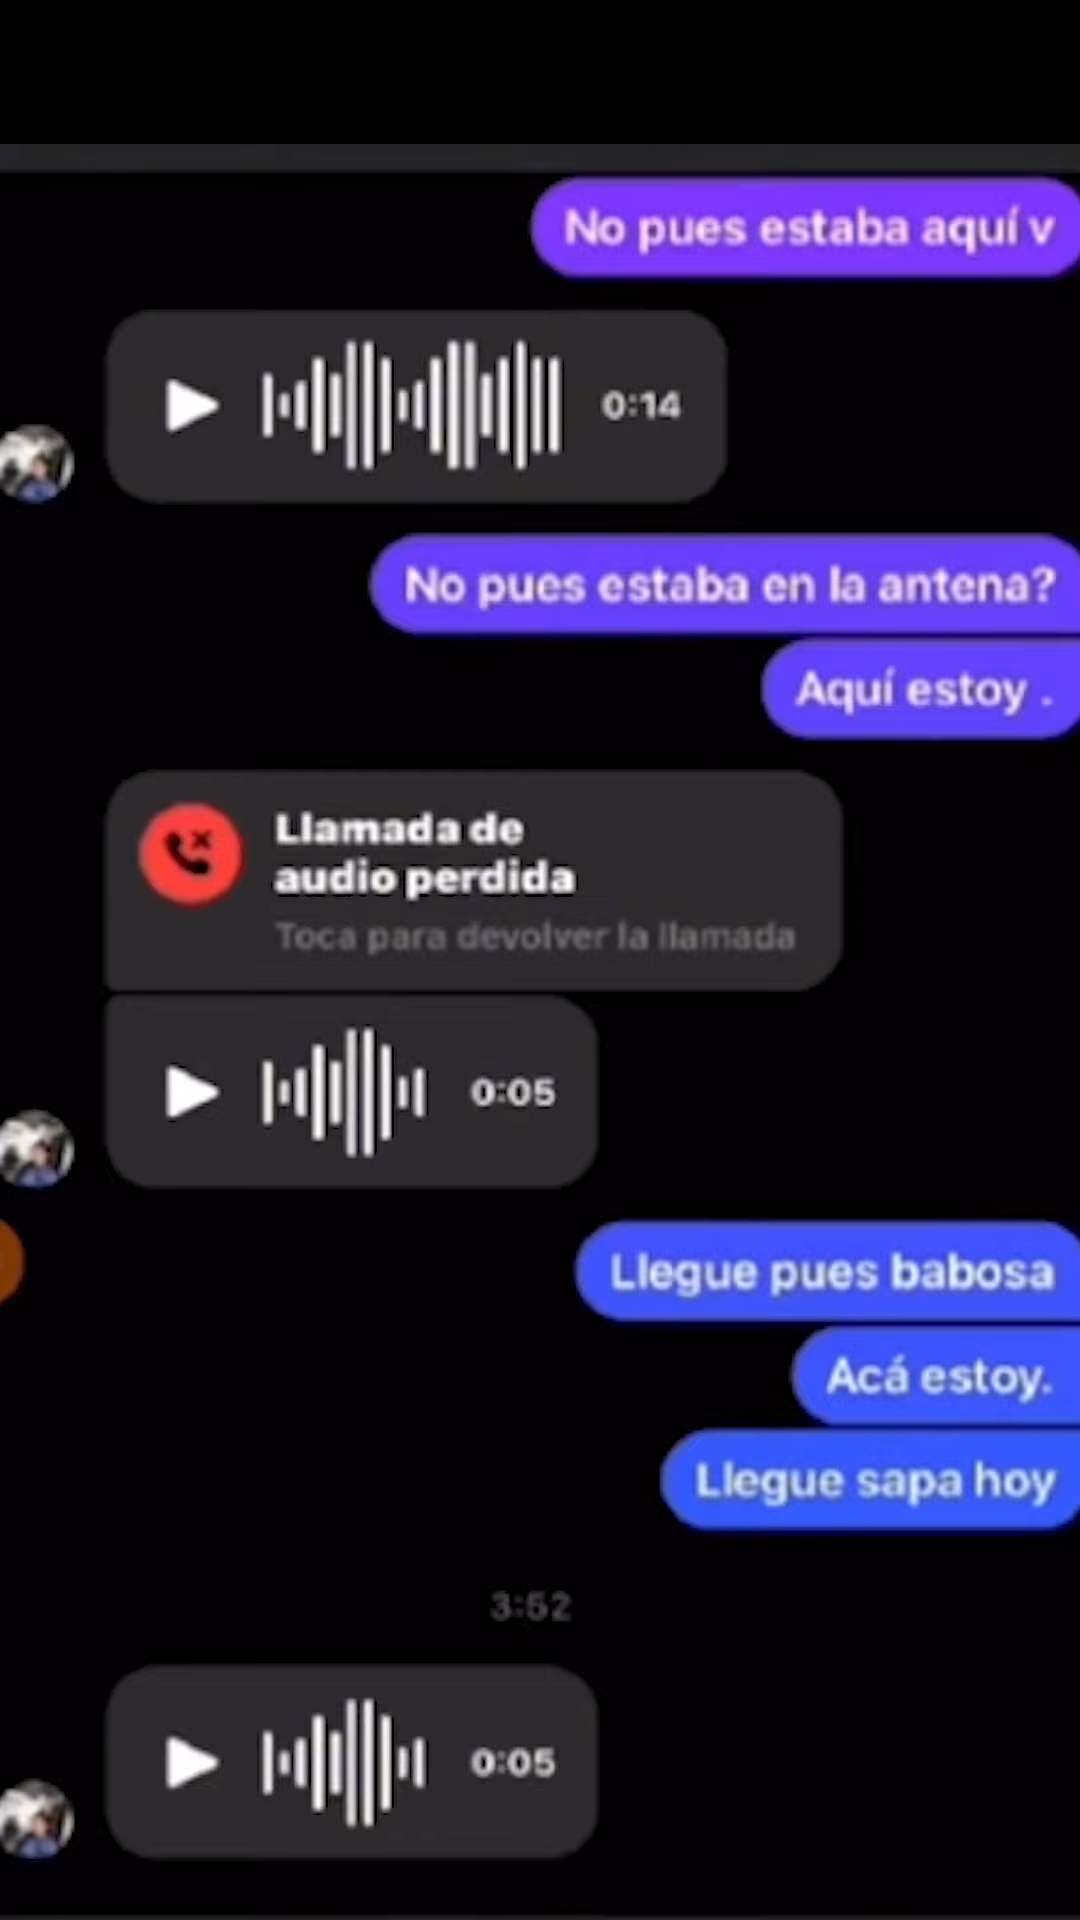 No pues estaba aquí v
0:14
No pues estaba en la antena?
Aquí estoy .
Llamada de
audio perdida
Toca para devolver la llamada
0:05
Llegue pues babosa
Acá estoy.
Llegue sapa hoy
3:52
0:05